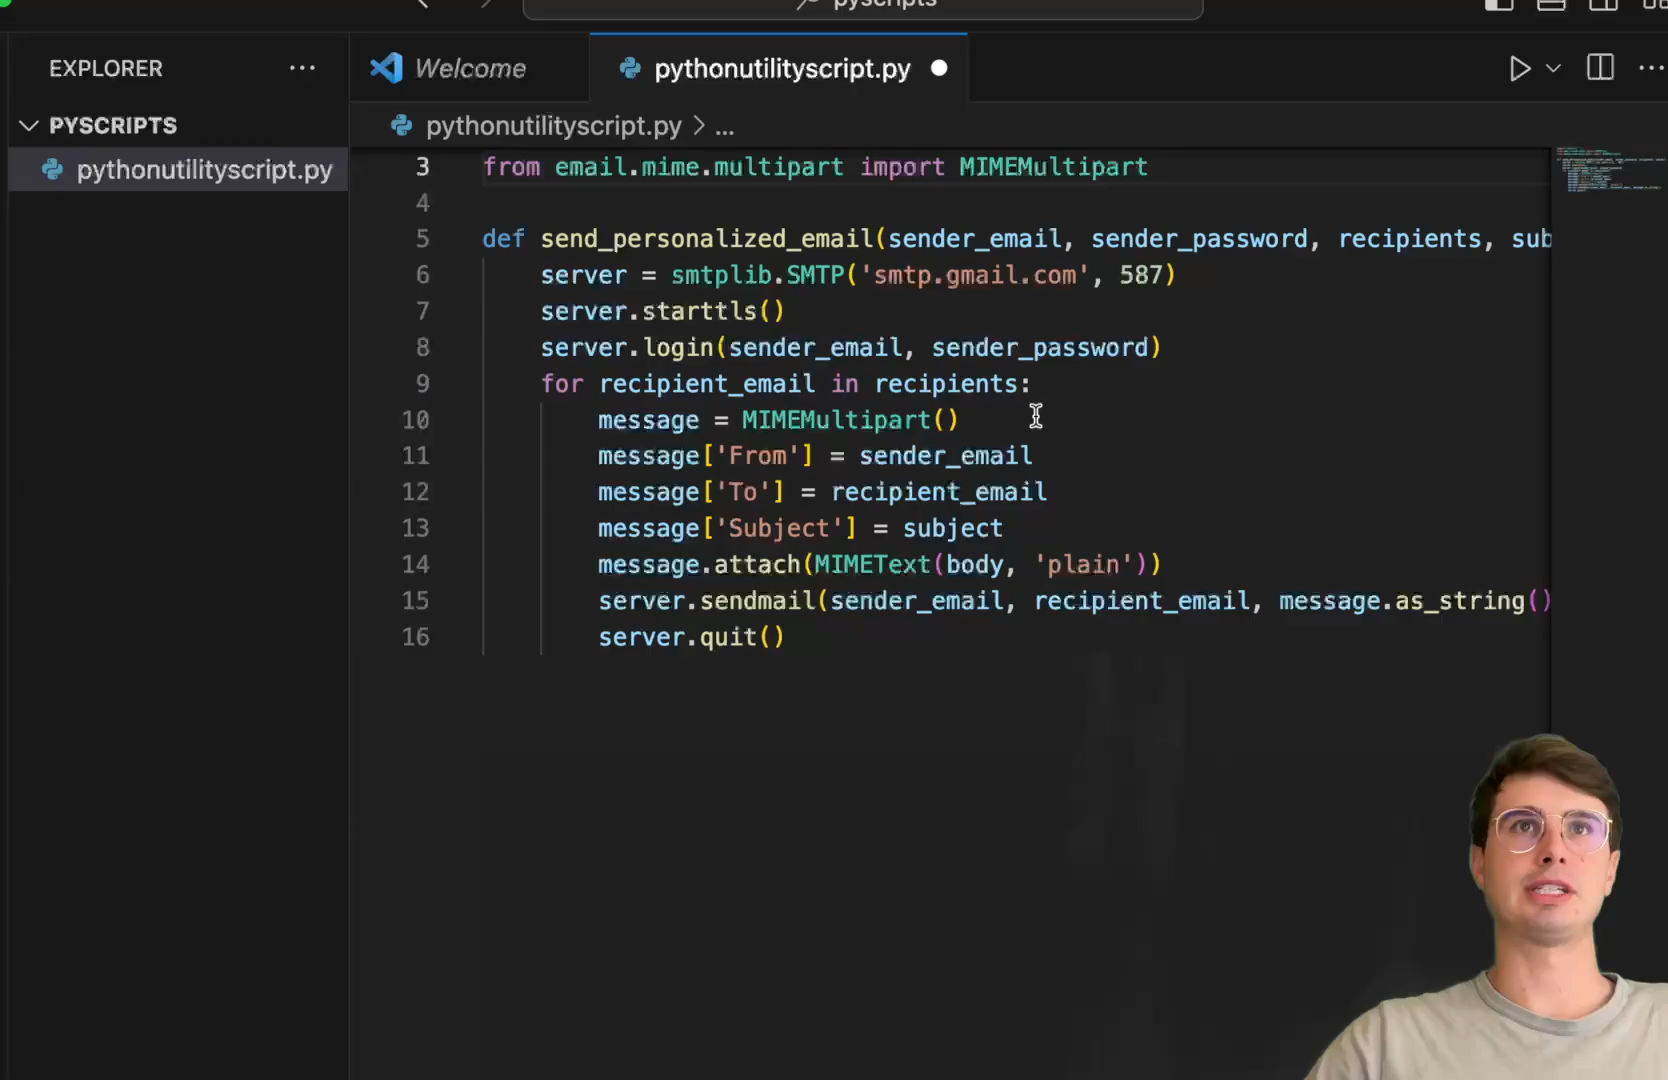 pyscripts
EXPLORER
Welcome
pythonutilityscript.py
PYSCRIPTS
pythonutilityscript.py > ...
pythonutilityscript.py
3 from email.mime.multipart import MIMEMultipart
4
5 def send_personalized_email(sender_email, sender_password, recipients, sub
6 server = smtplib.SMTP('smtp.gmail.com', 587)
7 server.starttls()
8 server.login(sender_email, sender_password)
9 for recipient_email in recipients:
10 message = MIMEMultipart()
11 message['From'] = sender_email
12 message['To'] = recipient_email
13 message['Subject'] = subject
14 message.attach(MIMEText(body, 'plain'))
15 server.sendmail(sender_email, recipient_email, message.as_string()
16 server.quit()